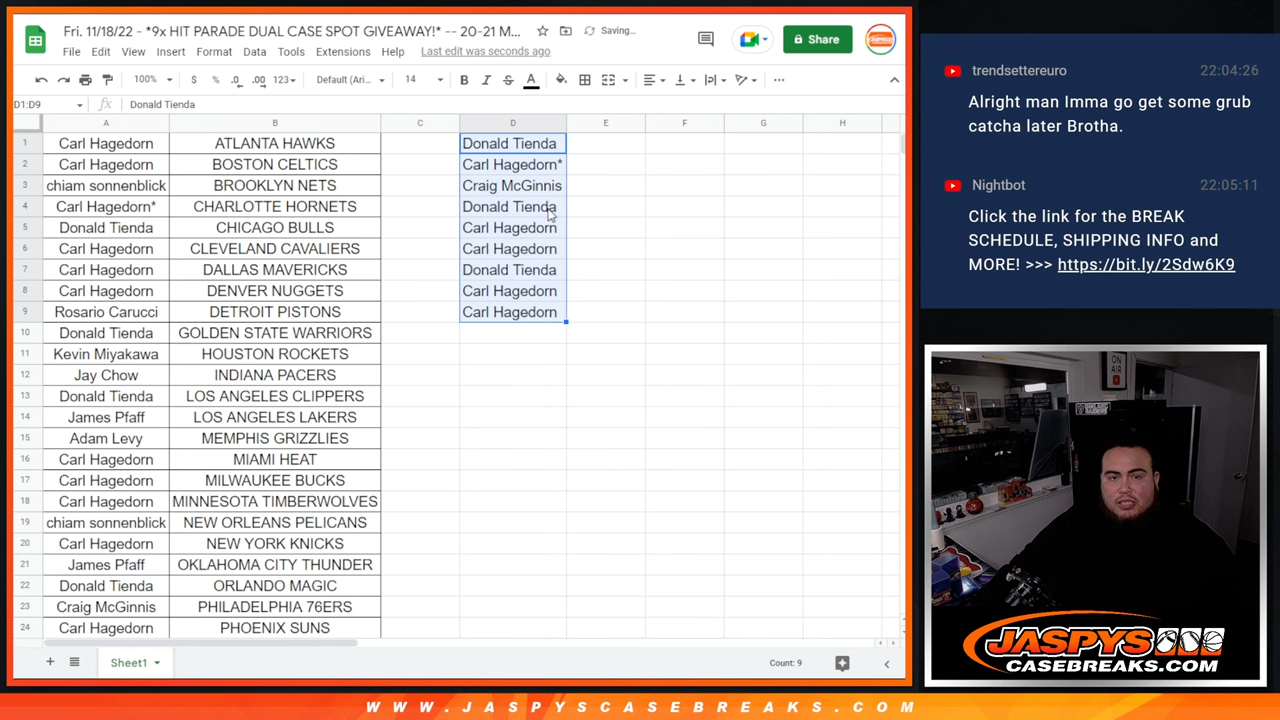 Fri. 11/18/22 - *9x HIT PARADE DUAL CASE SPOT GIVEAWAY!* -- 20-21 M...
Saving...
Share
File Edit View Insert Format Data Tools Extensions Help Last edit was seconds ago
100% $ % .0 .00 123 Default (Ari... 14 B I S A
D1:D9 fx Donald Tienda
A B C D E F G H
1 Carl Hagedorn ATLANTA HAWKS Donald Tienda
2 Carl Hagedorn BOSTON CELTICS Carl Hagedorn*
3 chiam sonnenblick BROOKLYN NETS Craig McGinnis
4 Carl Hagedorn* CHARLOTTE HORNETS Donald Tienda
5 Donald Tienda CHICAGO BULLS Carl Hagedorn
6 Carl Hagedorn CLEVELAND CAVALIERS Carl Hagedorn
7 Carl Hagedorn DALLAS MAVERICKS Donald Tienda
8 Carl Hagedorn DENVER NUGGETS Carl Hagedorn
9 Rosario Carucci DETROIT PISTONS Carl Hagedorn
10 Donald Tienda GOLDEN STATE WARRIORS
11 Kevin Miyakawa HOUSTON ROCKETS
12 Jay Chow INDIANA PACERS
13 Donald Tienda LOS ANGELES CLIPPERS
14 James Pfaff LOS ANGELES LAKERS
15 Adam Levy MEMPHIS GRIZZLIES
16 Carl Hagedorn MIAMI HEAT
17 Carl Hagedorn MILWAUKEE BUCKS
18 Carl Hagedorn MINNESOTA TIMBERWOLVES
19 chiam sonnenblick NEW ORLEANS PELICANS
20 Carl Hagedorn NEW YORK KNICKS
21 James Pfaff OKLAHOMA CITY THUNDER
22 Donald Tienda ORLANDO MAGIC
23 Craig McGinnis PHILADELPHIA 76ERS
24 Carl Hagedorn PHOENIX SUNS
Sheet1
Count: 9
trendsettereuro 22:04:26
Alright man Imma go get some grub
catcha later Brotha.
Nightbot 22:05:11
Click the link for the BREAK
SCHEDULE, SHIPPING INFO and
MORE! >>> https://bit.ly/2Sdw6K9
ON
AIR
JASPYS
CASEBREAKS.COM
WWW.JASPYSCASEBREAKS.COM